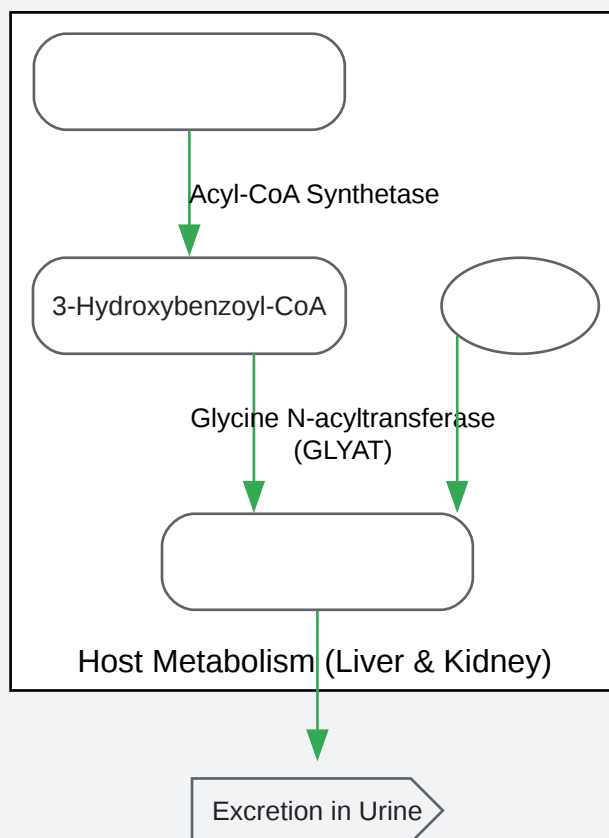 Acyl-CoA Synthetase
3-Hydroxybenzoyl-CoA
Glycine N-acyltransferase
(GLYAT)
Host Metabolism (Liver & Kidney)
Excretion in Urine